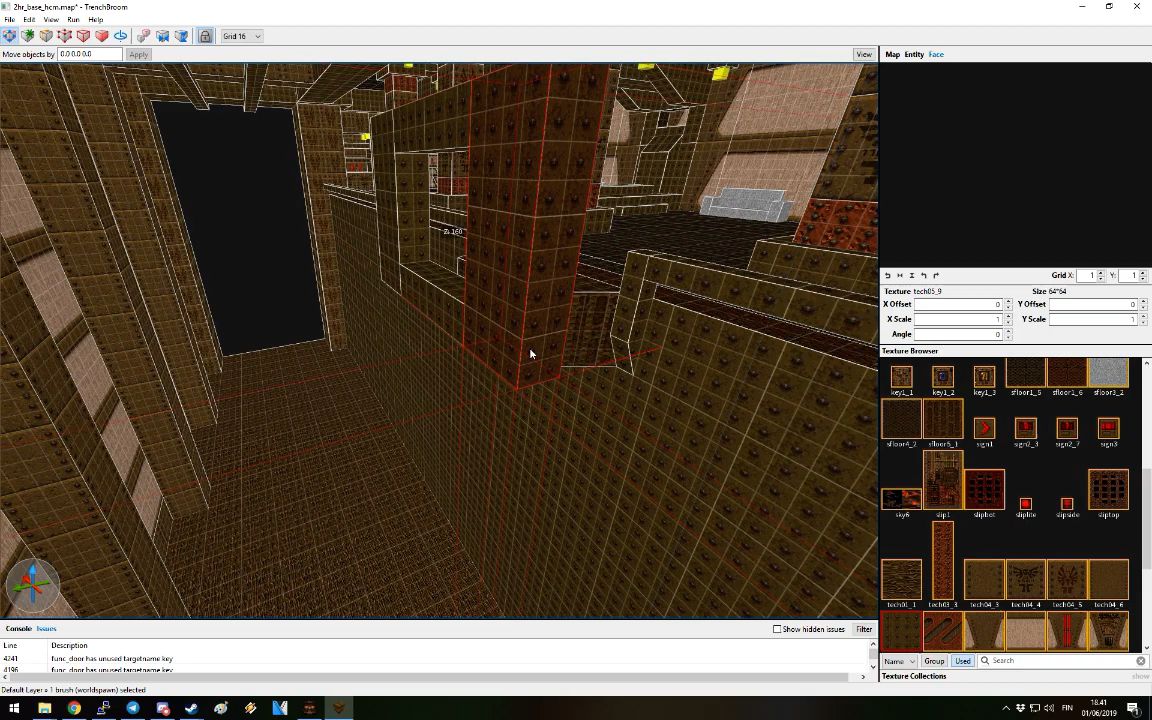 2hr_base_hcm.map* - TrenchBroom
File Edit View Run Help
Grid 16
Move objects by 0.0 0.0 0.0 Apply View
Map Entity Face
Z: 160
Grid X: 1 Y: 1
Texture tech05_9 Size 64*64
X Offset 0 Y Offset 0
X Scale 1 Y Scale 1
Angle 0
Texture Browser
key1_1 key1_2 key1_3 sfloor1_5 sfloor1_6 sfloor3_2
sfloor4_2 sfloor5_1 sign1 sign2_3 sign2_7 sign3
sky6 slip1 slipbot sliplite slipside sliptop
tech01_1 tech03_3 tech04_3 tech04_4 tech04_5 tech04_6
Console Issues Show hidden issues Filter
Line Description
4241 func_door has unused targetname key
4196 func_door has unused targetname key
Name Group Used Search
Texture Collections show
Default Layer » 1 brush (worldspawn) selected
FIN
18.41
01/06/2019